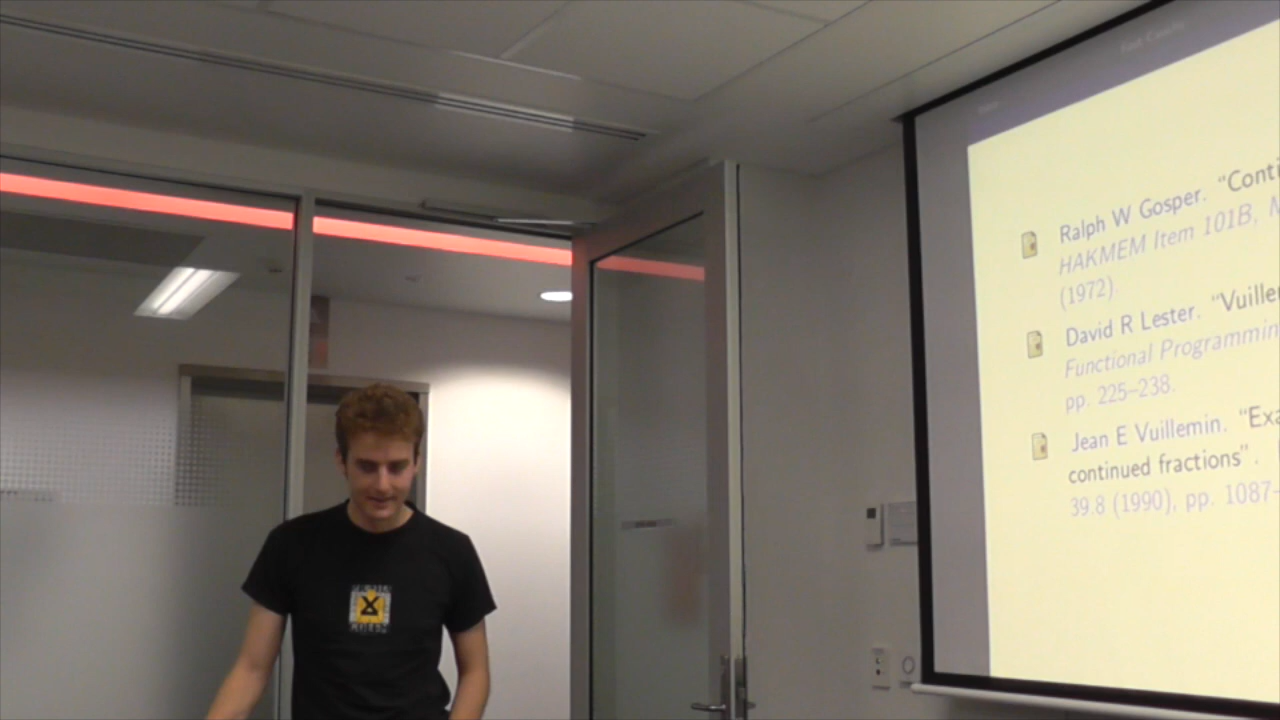 Ralph W Gosper. “Conti
HAKMEM Item 101B, M
(1972).
David R Lester. “Vuiller
Functional Programmin
pp. 225–238.
Jean E Vuillemin. “Exa
continued fractions”.
39.8 (1990), pp. 1087–